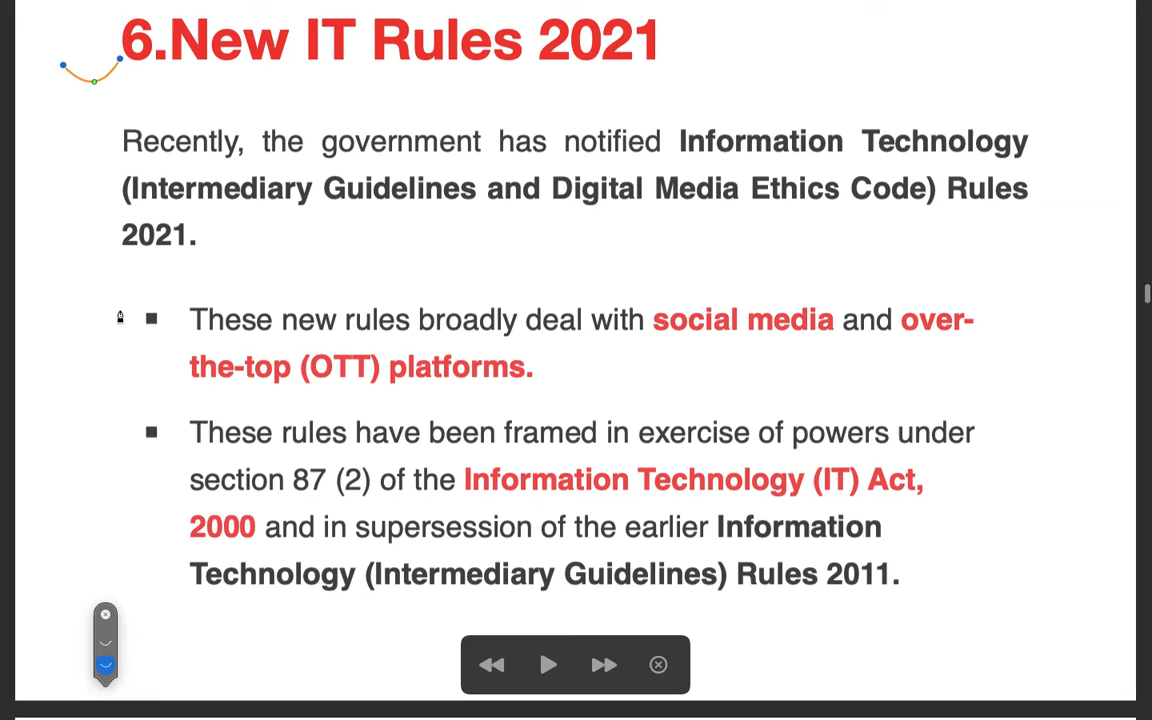 6.New IT Rules 2021
Recently, the government has notified Information Technology
(Intermediary Guidelines and Digital Media Ethics Code) Rules
2021.
These new rules broadly deal with social media and over-
the-top (OTT) platforms.
These rules have been framed in exercise of powers under
section 87 (2) of the Information Technology (IT) Act,
2000 and in supersession of the earlier Information
Technology (Intermediary Guidelines) Rules 2011.